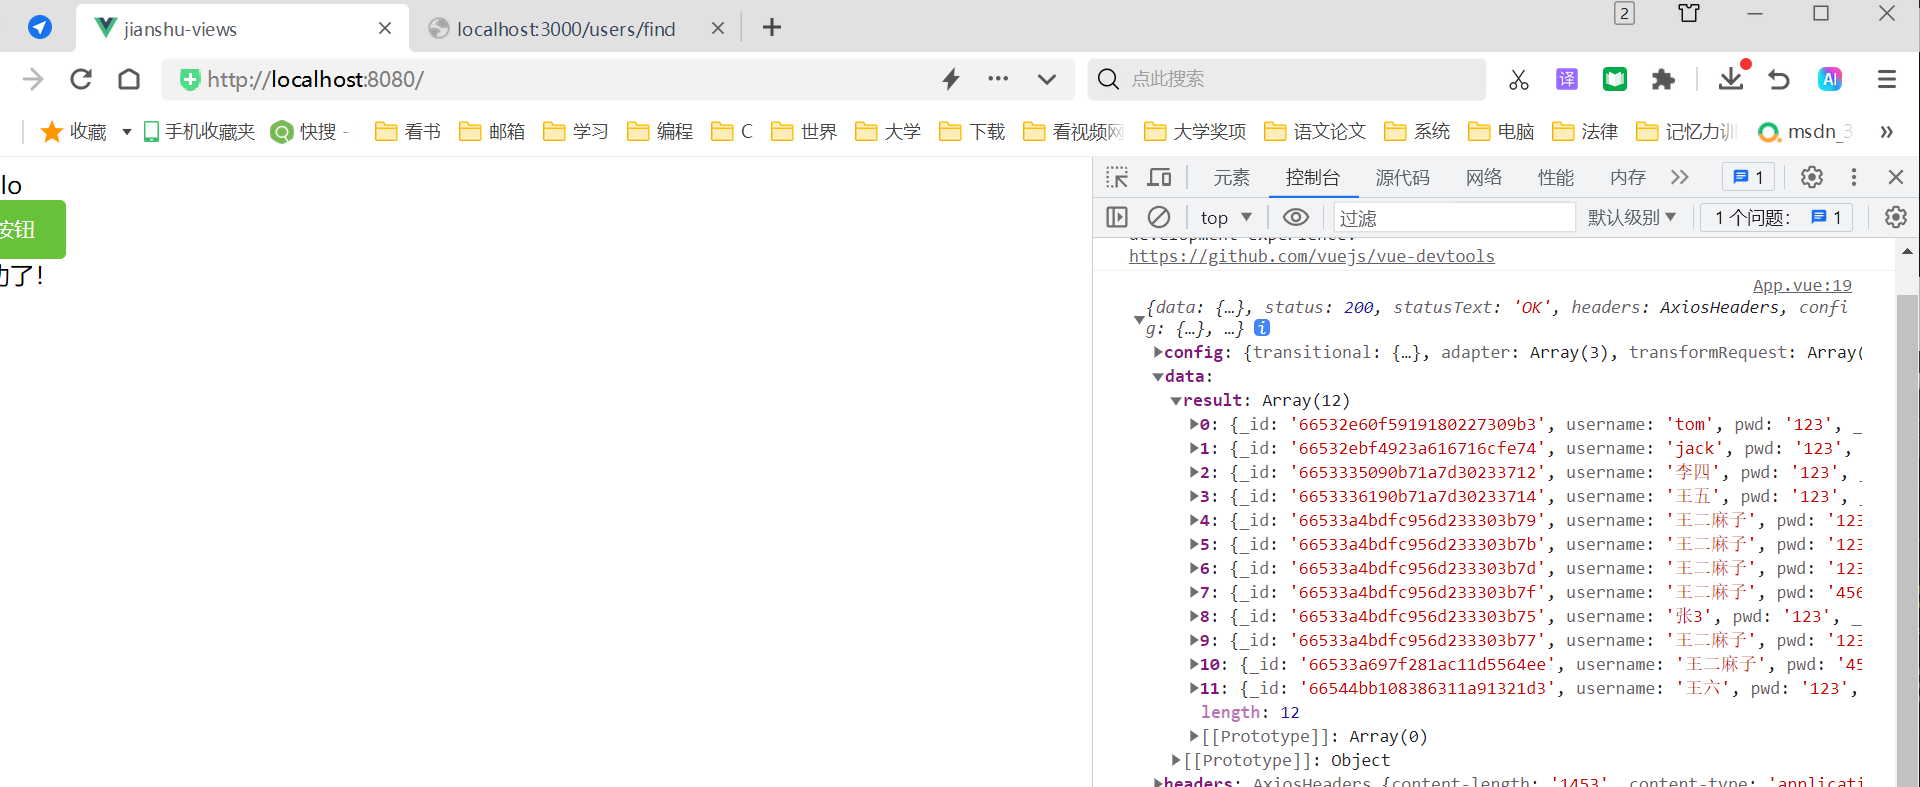 jianshu-views
localhost:3000/users/find
2
http://localhost:8080/
点此搜索
译
AI
收藏 手机收藏夹 快搜 - 看书 邮箱 学习 编程 C 世界 大学 下载 看视频网 大学奖项 语文论文 系统 电脑 法律 记忆力训 msdn_3 »
lo
按钮
功了！
元素 控制台 源代码 网络 性能 内存 1
top 过滤 默认级别 1 个问题： 1
development experience:
https://github.com/vuejs/vue-devtools
App.vue:19
{data: {…}, status: 200, statusText: 'OK', headers: AxiosHeaders, confi
g: {…}, …} i
config: {transitional: {…}, adapter: Array(3), transformRequest: Array(
data:
result: Array(12)
0: {_id: '66532e60f5919180227309b3', username: 'tom', pwd: '123', _
1: {_id: '66532ebf4923a616716cfe74', username: 'jack', pwd: '123',
2: {_id: '6653335090b71a7d30233712', username: '李四', pwd: '123', _
3: {_id: '6653336190b71a7d30233714', username: '王五', pwd: '123', _
4: {_id: '66533a4bdfc956d233303b79', username: '王二麻子', pwd: '123
5: {_id: '66533a4bdfc956d233303b7b', username: '王二麻子', pwd: '123
6: {_id: '66533a4bdfc956d233303b7d', username: '王二麻子', pwd: '123
7: {_id: '66533a4bdfc956d233303b7f', username: '王二麻子', pwd: '456
8: {_id: '66533a4bdfc956d233303b75', username: '张3', pwd: '123', _
9: {_id: '66533a4bdfc956d233303b77', username: '王二麻子', pwd: '123
10: {_id: '66533a697f281ac11d5564ee', username: '王二麻子', pwd: '45
11: {_id: '66544bb108386311a91321d3', username: '王六', pwd: '123',
length: 12
[[Prototype]]: Array(0)
[[Prototype]]: Object
headers: AxiosHeaders {content-length: '1453', content-type: 'applicati